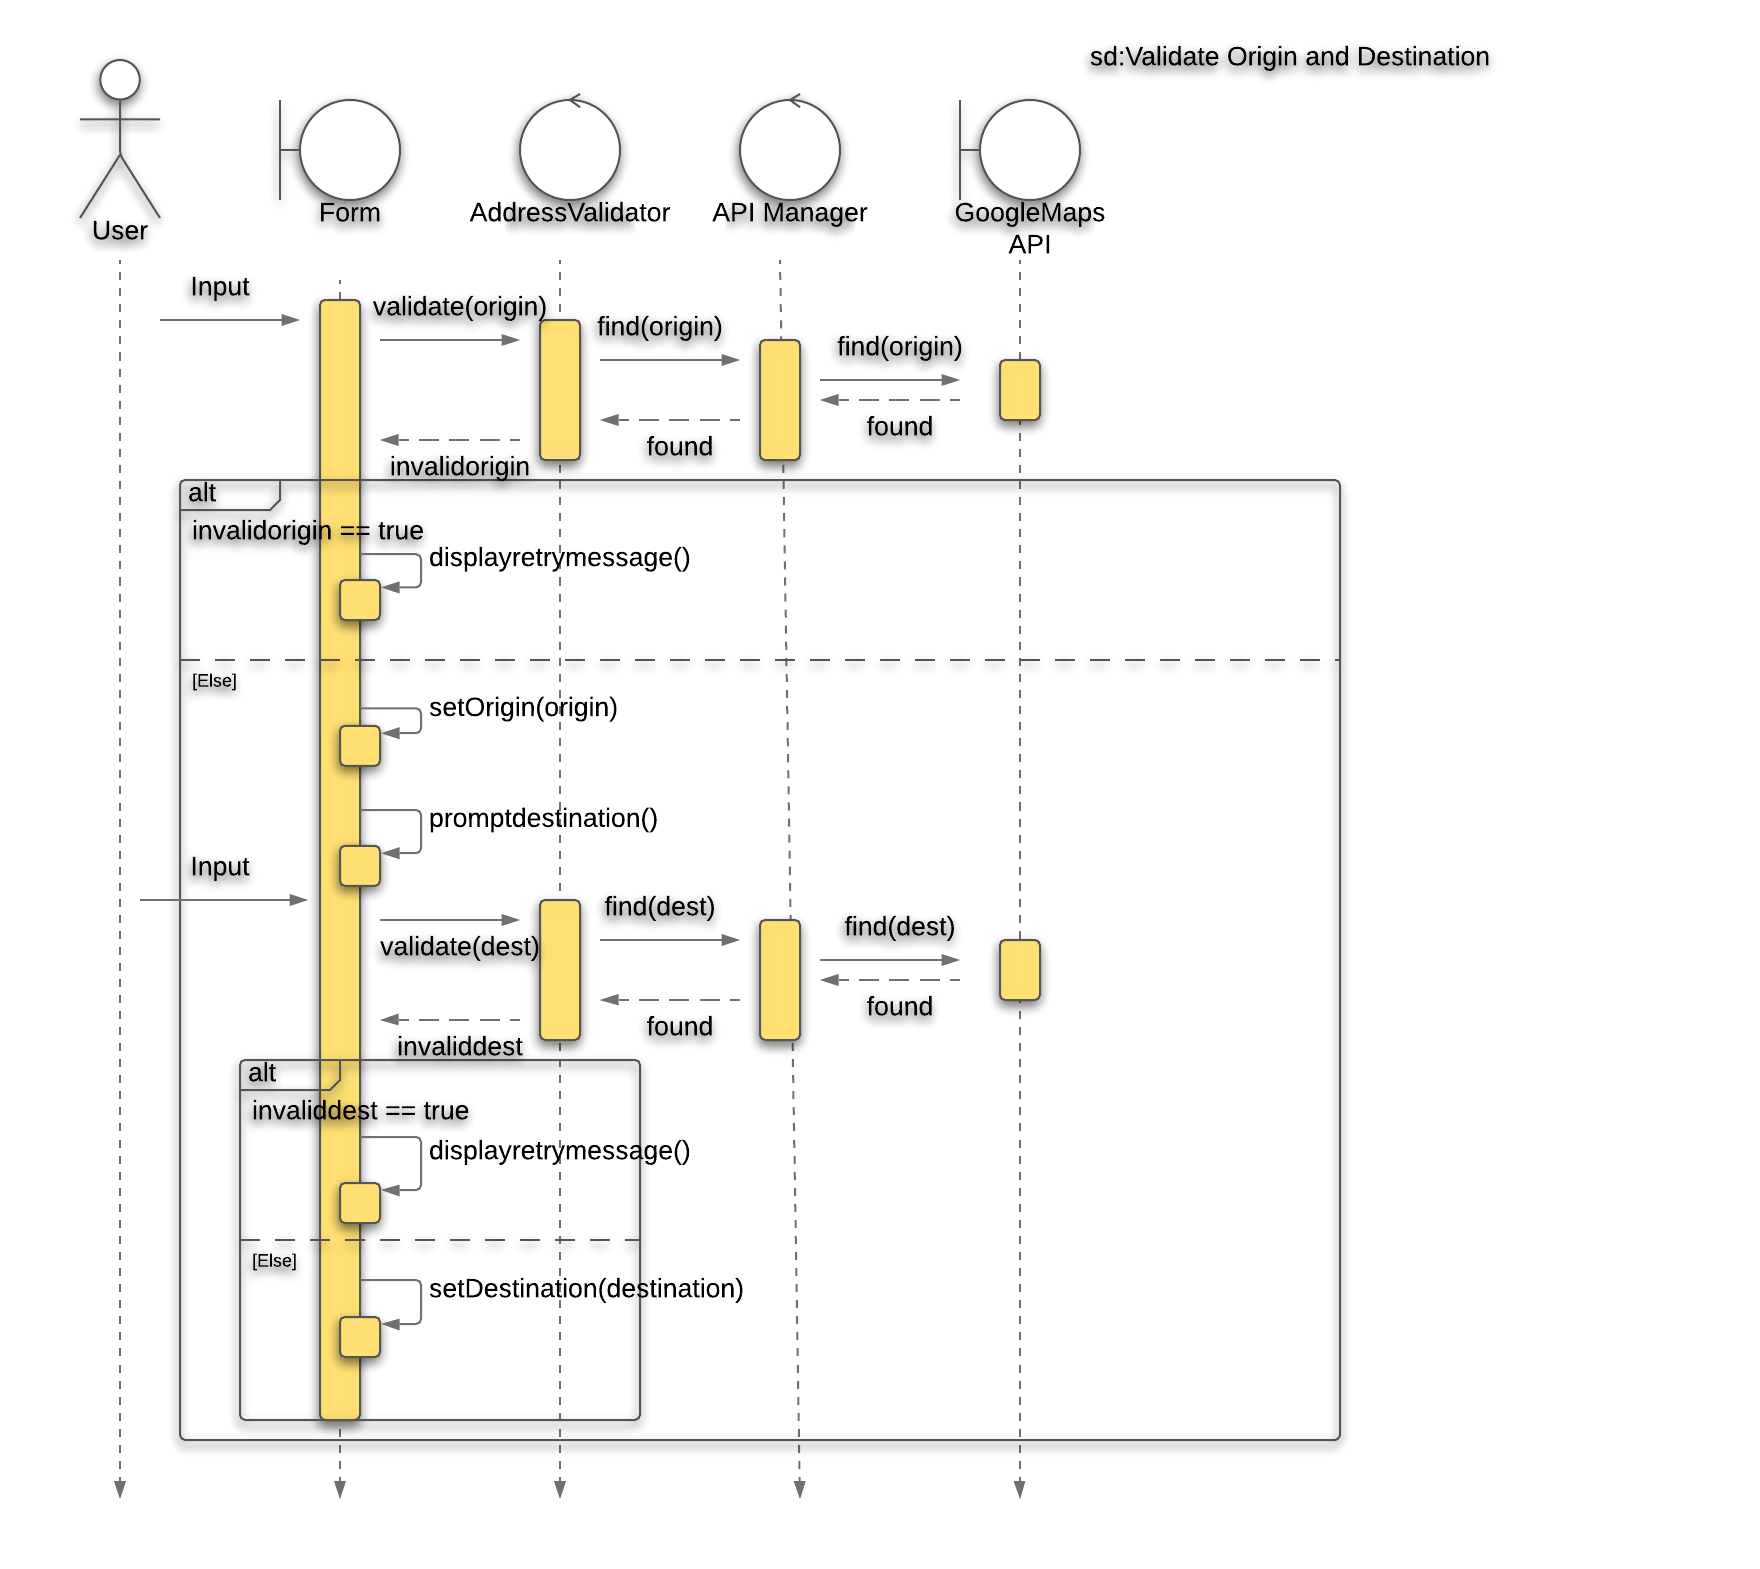 sd:Validate Origin and Destination
User
Form
AddressValidator
API Manager
GoogleMaps
API
Input
validate(origin)
find(origin)
find(origin)
found
found
invalidorigin
alt
invalidorigin == true
displayretrymessage()
[Else]
setOrigin(origin)
promptdestination()
Input
find(dest)
find(dest)
validate(dest)
found
found
invaliddest
alt
invaliddest == true
displayretrymessage()
[Else]
setDestination(destination)